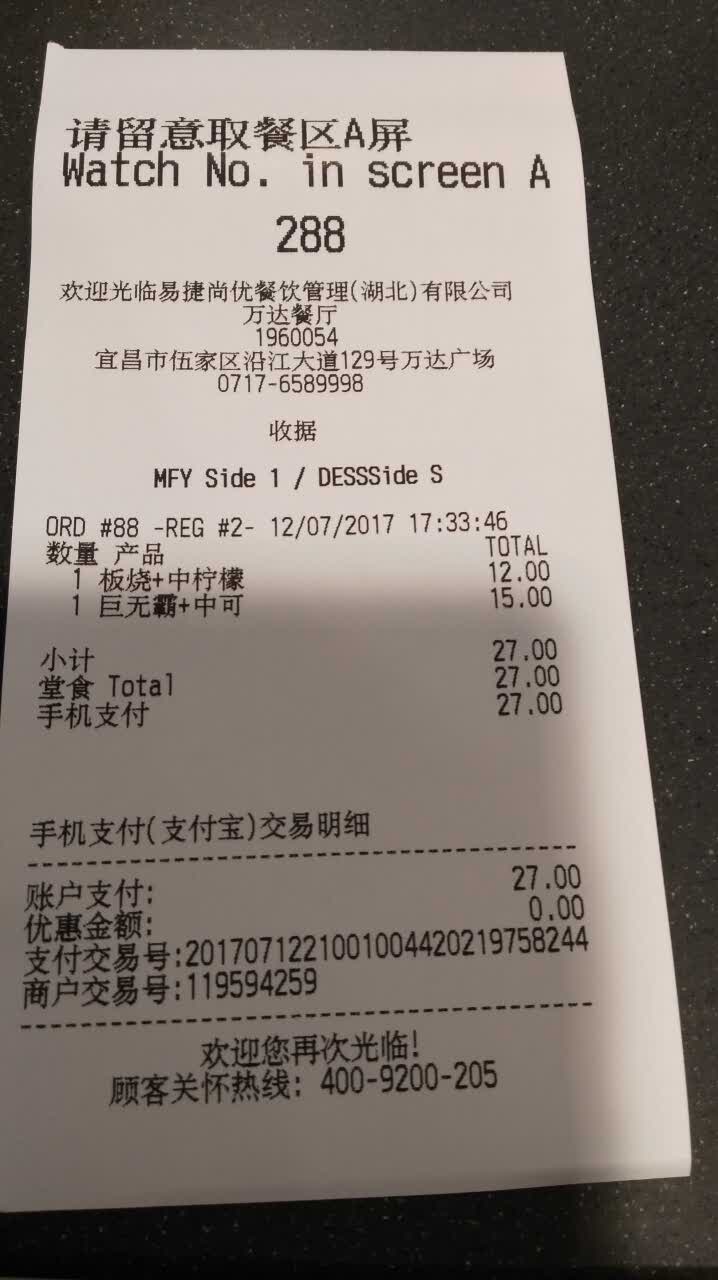 请留意取餐区A屏
Watch No. in screen A
288
欢迎光临易捷尚优餐饮管理(湖北)有限公司
万达餐厅
1960054
宜昌市伍家区沿江大道129号万达广场
0717-6589998
收据
MFY Side 1 / DESSSide S
ORD #88 -REG #2- 12/07/2017 17:33:46
数量 产品 TOTAL
1 板烧+中柠檬 12.00
1 巨无霸+中可 15.00
小计 27.00
堂食 Total 27.00
手机支付 27.00
手机支付(支付宝)交易明细
账户支付: 27.00
优惠金额: 0.00
支付交易号:2017071221001004420219758244
商户交易号:119594259
欢迎您再次光临!
顾客关怀热线: 400-9200-205